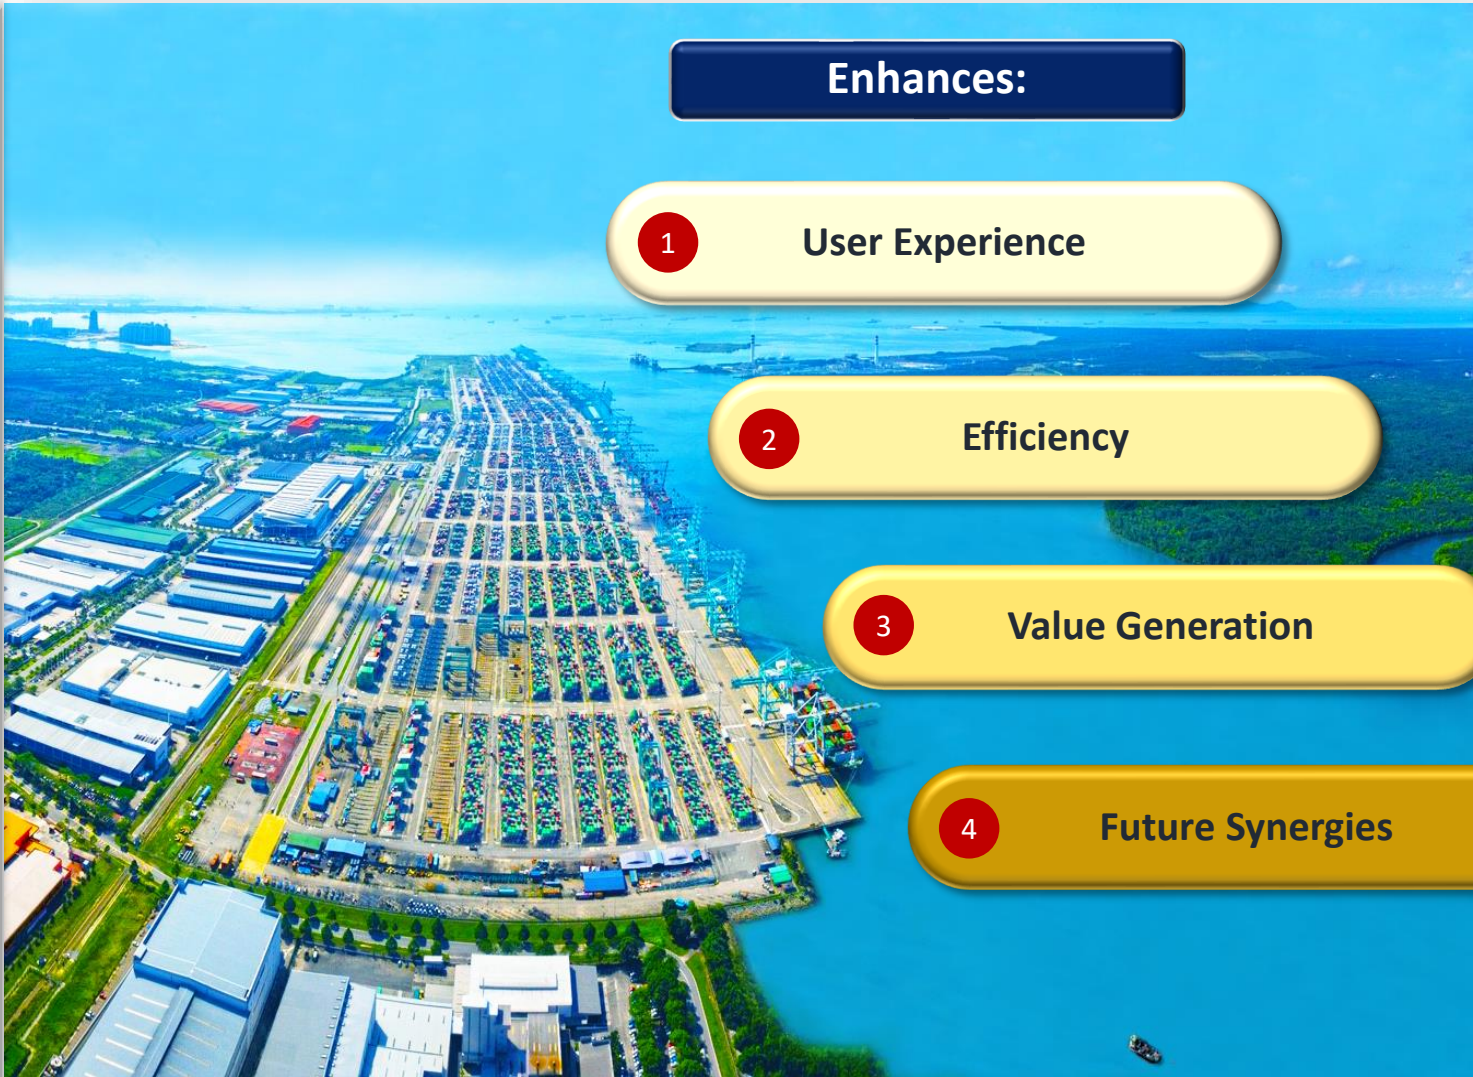 Enhances:
1
User Experience
2
Efficiency
3
Value Generation
4
Future Synergies